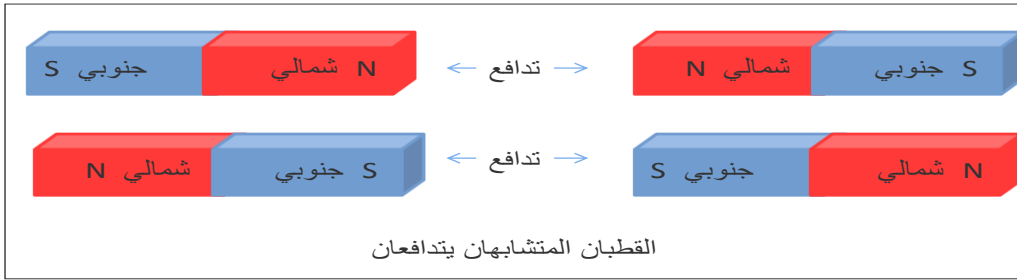 S جنوبي شمالي N ← تدافع → N شمالي جنوبي S
N شمالي جنوبي S ← تدافع → S جنوبي شمالي N
القطبان المتشابهان يتدافعان